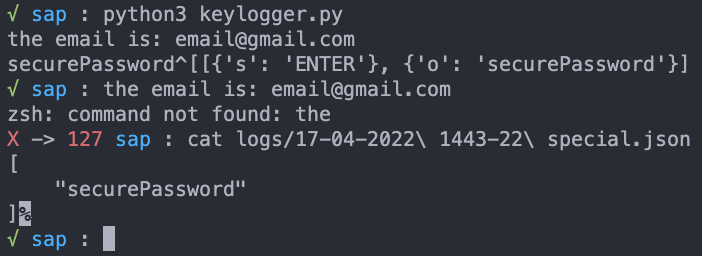 √ sap : python3 keylogger.py
the email is: email@gmail.com
securePassword^[[{'s': 'ENTER'}, {'o': 'securePassword'}]
√ sap : the email is: email@gmail.com
zsh: command not found: the
X -> 127 sap : cat logs/17-04-2022\ 1443-22\ special.json
[
    "securePassword"
]%
√ sap :